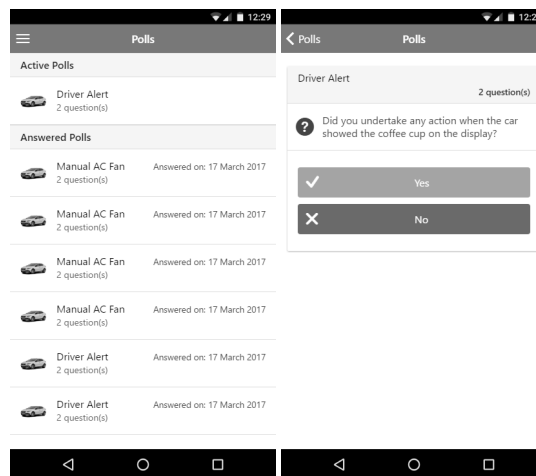 12:29
Polls
Active Polls
Driver Alert
2 question(s)
Answered Polls
Manual AC Fan Answered on: 17 March 2017
2 question(s)
Manual AC Fan Answered on: 17 March 2017
2 question(s)
Manual AC Fan Answered on: 17 March 2017
2 question(s)
Manual AC Fan Answered on: 17 March 2017
2 question(s)
Driver Alert Answered on: 17 March 2017
2 question(s)
Driver Alert Answered on: 17 March 2017
2 question(s)
12:2
Polls Polls
Driver Alert
2 question(s)
Did you undertake any action when the car
showed the coffee cup on the display?
Yes
No